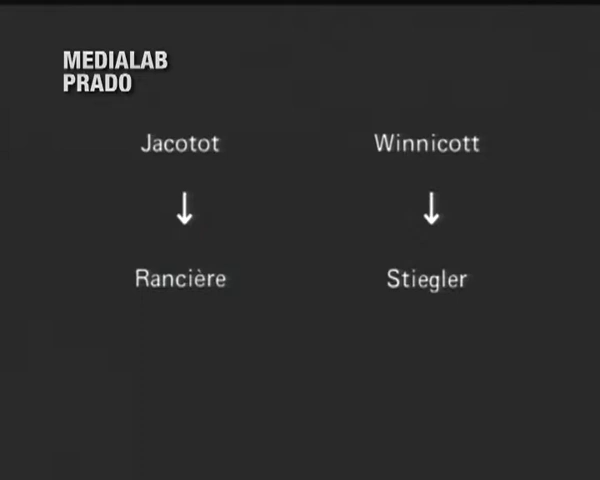 MEDIALAB
PRADO
Jacotot Winnicott
↓ ↓
Rancière Stiegler